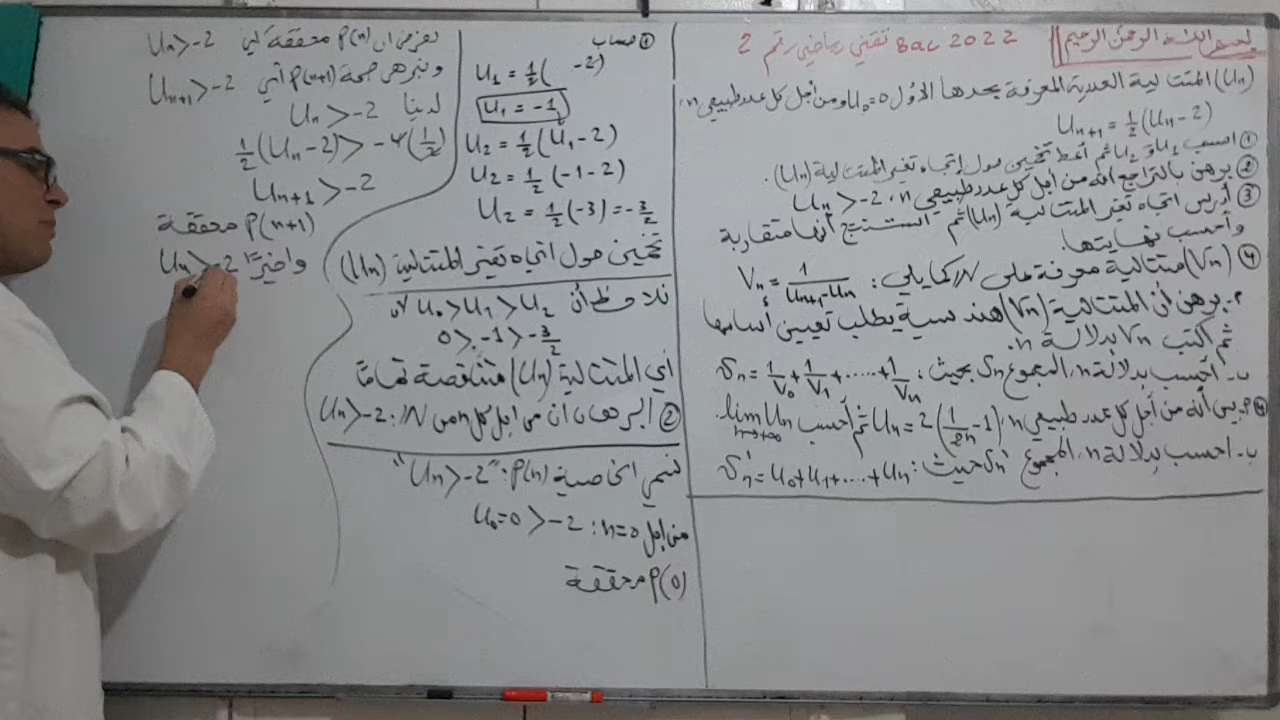 بسم الله الرحمن الرحيم
Bac 2022 تقني رياضي رقم 2
(Un) المتتالية العددية المعرفة بحدها الأول U₀=0 ومن أجل كل عدد طبيعي n،
Un+1 = 1/2 (Un - 2)
① احسب U₁ و U₂ ثم أعط تخمين حول إتجاه تغير المتتالية (Un).
② برهن بالتراجع أنه من أجل كل عدد طبيعي n، Un > -2
③ أدرس اتجاه تغير المتتالية (Un) ثم استنتج أنها متقاربة
وأحسب نهايتها.
④ (Vn) متتالية معرفة على N كمايلي: Vn = 1/(Un+1 - Un)
P- برهن أن المتتالية (Vn) هندسية يطلب تعيين أساسها
ثم اكتب Vn بدلالة n.
ب- أحسب بدلالة n، المجموع Sn بحيث: Sn = 1/V₀ + 1/V₁ + ..... + 1/Vn
P- بين أنه من أجل كل عدد طبيعي n، Un = 2(1/2n - 1) ثم أحسب lim Un n→+∞
ب- احسب بدلالة n، المجموع S'n حيث: S'n = U₀ + U₁ + .... + Un
① حساب
U₁ = 1/2 ( -2)
U₁ = -1
U₂ = 1/2 (U₁ - 2)
U₂ = 1/2 (-1 - 2)
U₂ = 1/2 (-3) = -3/2
تخمين حول اتجاه تغير المتتالية (Un)
نلاحظ أن U₀ > U₁ > U₂
0 > -1 > -3/2
أي المتتالية (Un) متناقصة تماما
② البرهان أن من اجل كل n من N: Un > -2
نسمي الخاصية P(n): "Un > -2"
من اجل n=0: U₀=0 > -2
P(0) محققة
نفرض ان P(n) محققة أي Un > -2
ونبرهن صحة P(n+1) أي Un+1 > -2
لدينا Un > -2
1/2 (Un - 2) > -4 (1/2)
Un+1 > -2
P(n+1) محققة
واخيرًا Un > -2